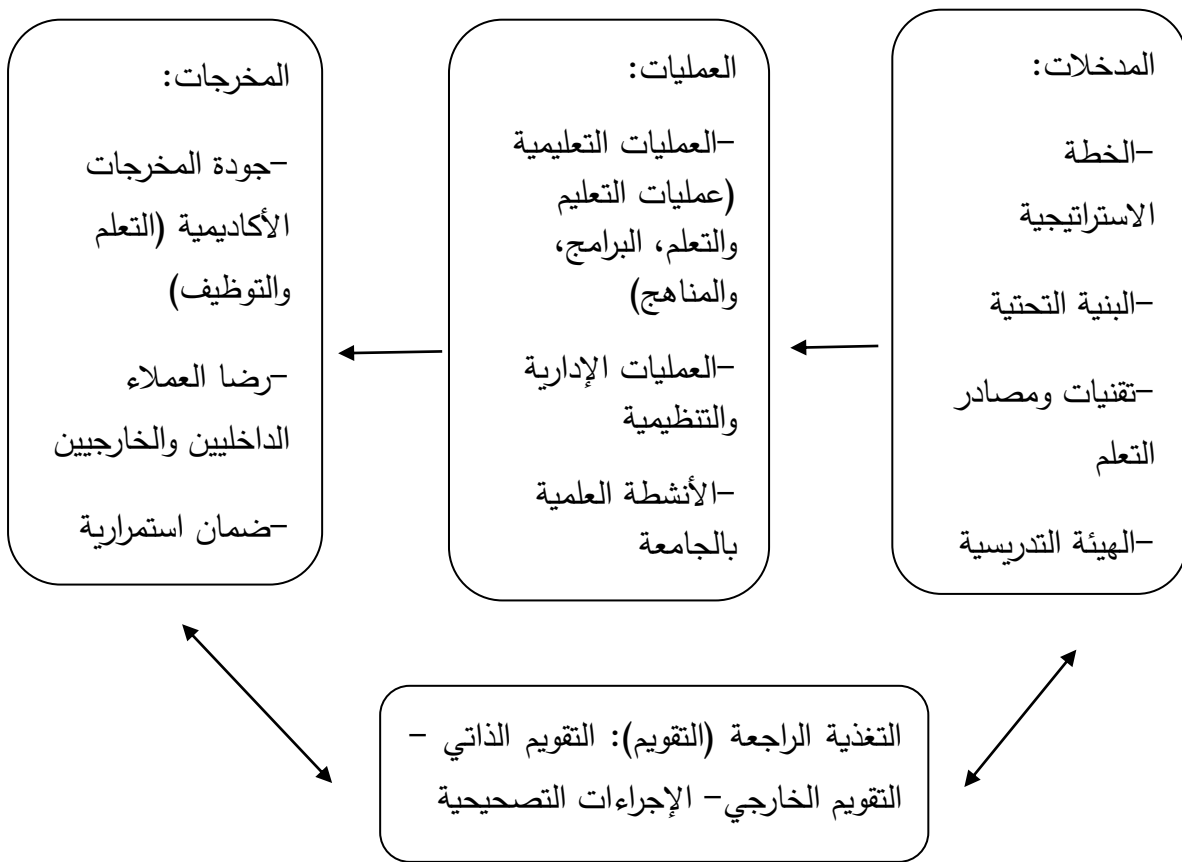 المدخلات:
-الخطة
الاستراتيجية
-البنية التحتية
-تقنيات ومصادر
التعلم
-الهيئة التدريسية
العمليات:
-العمليات التعليمية
(عمليات التعليم
والتعلم، البرامج،
والمناهج)
-العمليات الإدارية
والتنظيمية
-الأنشطة العلمية
بالجامعة
المخرجات:
-جودة المخرجات
الأكاديمية (التعلم
والتوظيف)
-رضا العملاء
الداخليين والخارجيين
-ضمان استمرارية
التغذية الراجعة (التقويم): التقويم الذاتي -
التقويم الخارجي- الإجراءات التصحيحية